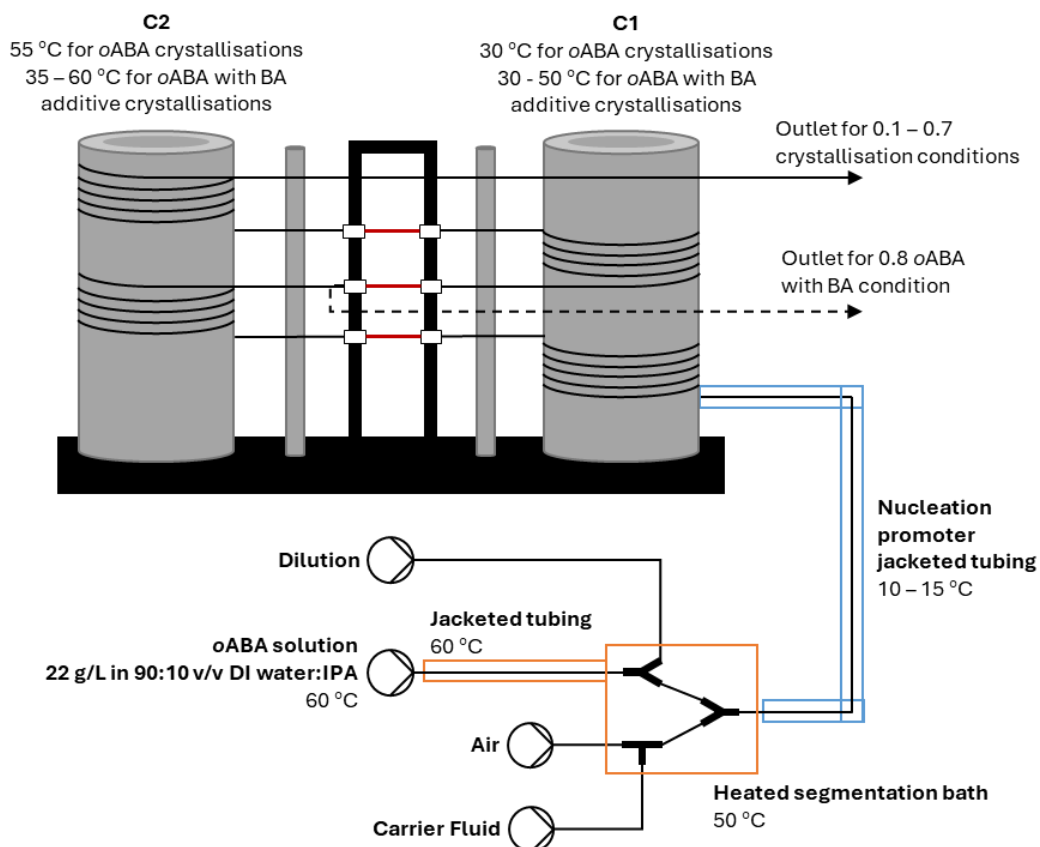 C2
55 °C for oABA crystallisations
35 – 60 °C for oABA with BA
additive crystallisations
C1
30 °C for oABA crystallisations
30 - 50 °C for oABA with BA
additive crystallisations
Outlet for 0.1 – 0.7
crystallisation conditions
Outlet for 0.8 oABA
with BA condition
Nucleation
promoter
jacketed tubing
10 – 15 °C
Dilution
Jacketed tubing
60 °C
oABA solution
22 g/L in 90:10 v/v DI water:IPA
60 °C
Air
Heated segmentation bath
50 °C
Carrier Fluid